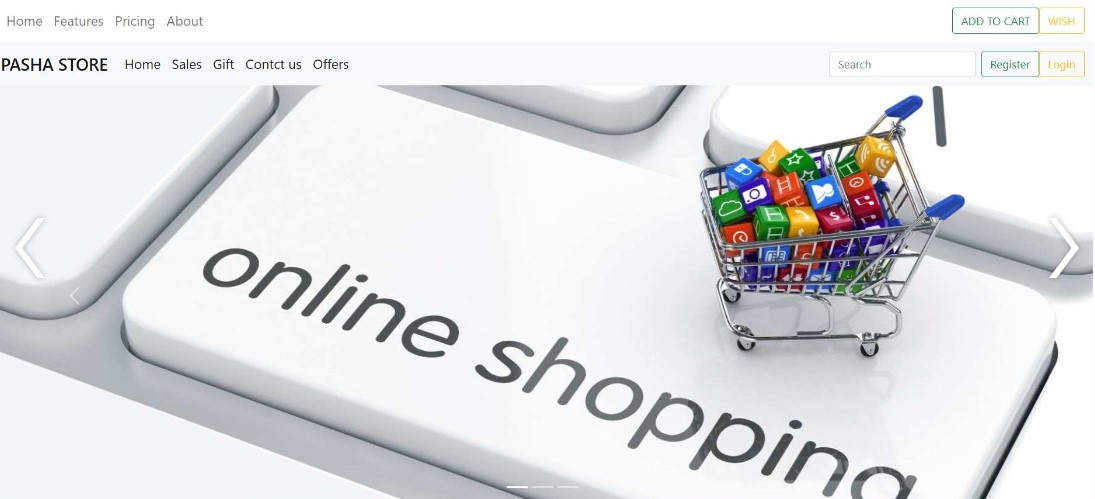 Home Features Pricing About ADD TO CART WISH
PASHA STORE Home Sales Gift Contct us Offers Search Register Login
online shopping